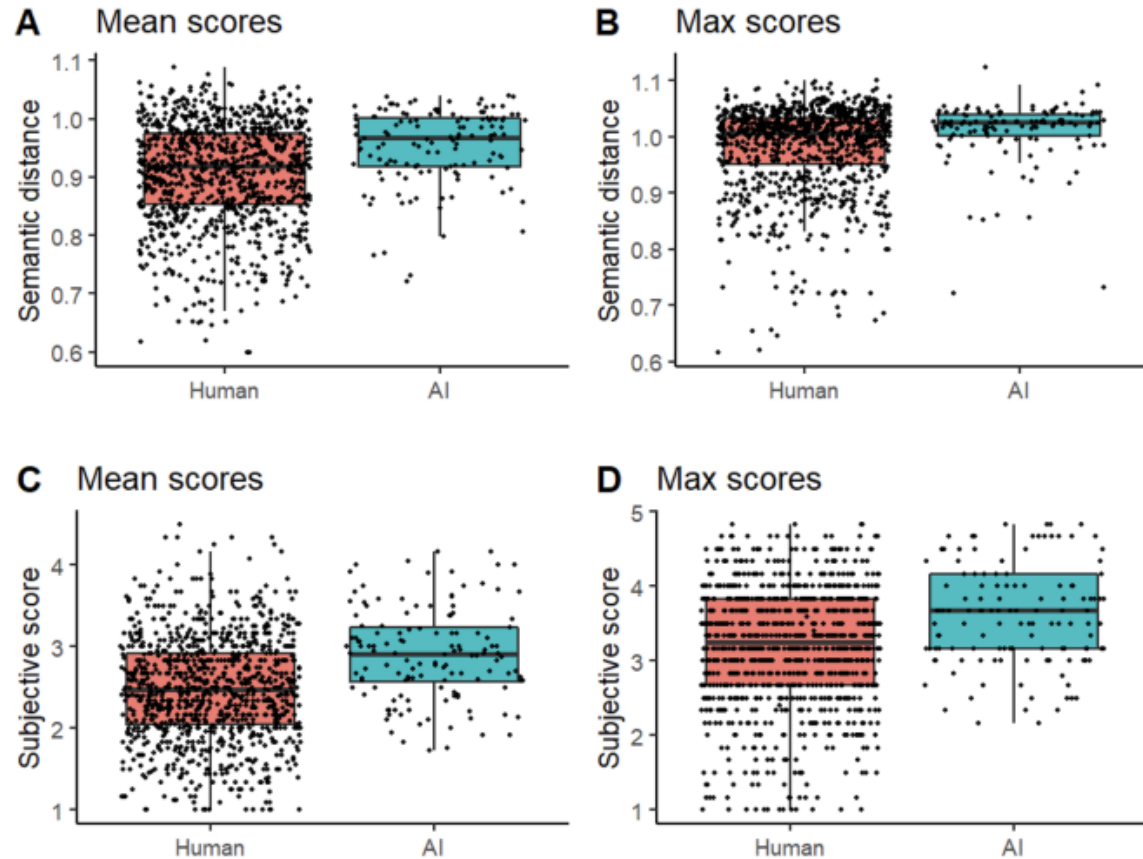 A Mean scores
Semantic distance
1.1
1.0
0.9
0.8
0.7
0.6
Human AI
B Max scores
Semantic distance
1.1
1.0
0.9
0.8
0.7
0.6
Human AI
C Mean scores
Subjective score
4
3
2
1
Human AI
D Max scores
Subjective score
5
4
3
2
1
Human AI